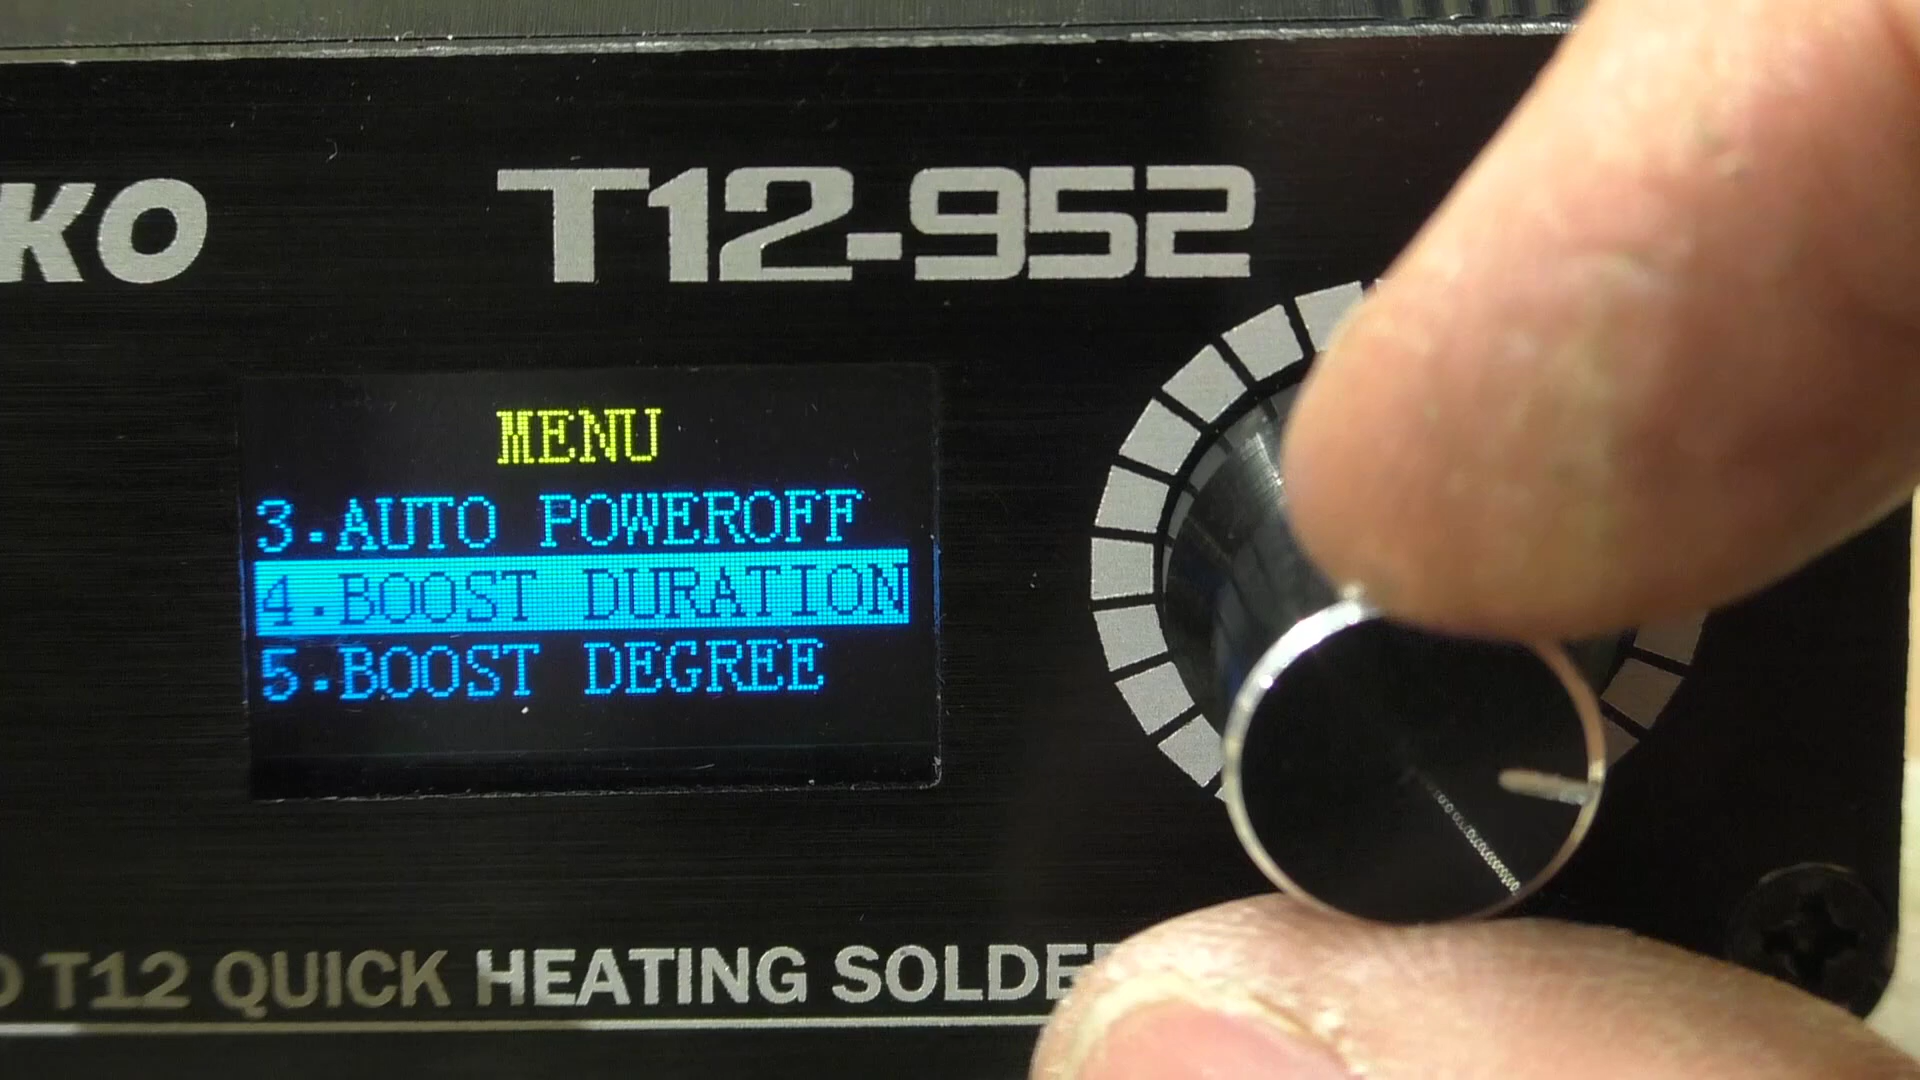 KO
T12-952
MENU
3.AUTO POWEROFF
4.BOOST DURATION
5.BOOST DEGREE
T12 QUICK HEATING SOLDE